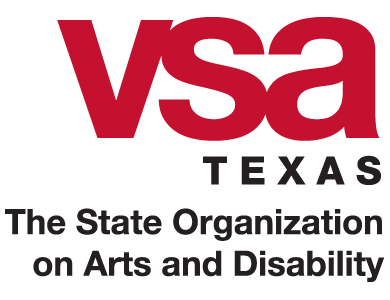 vsa
TEXAS
The State Organization
on Arts and Disability